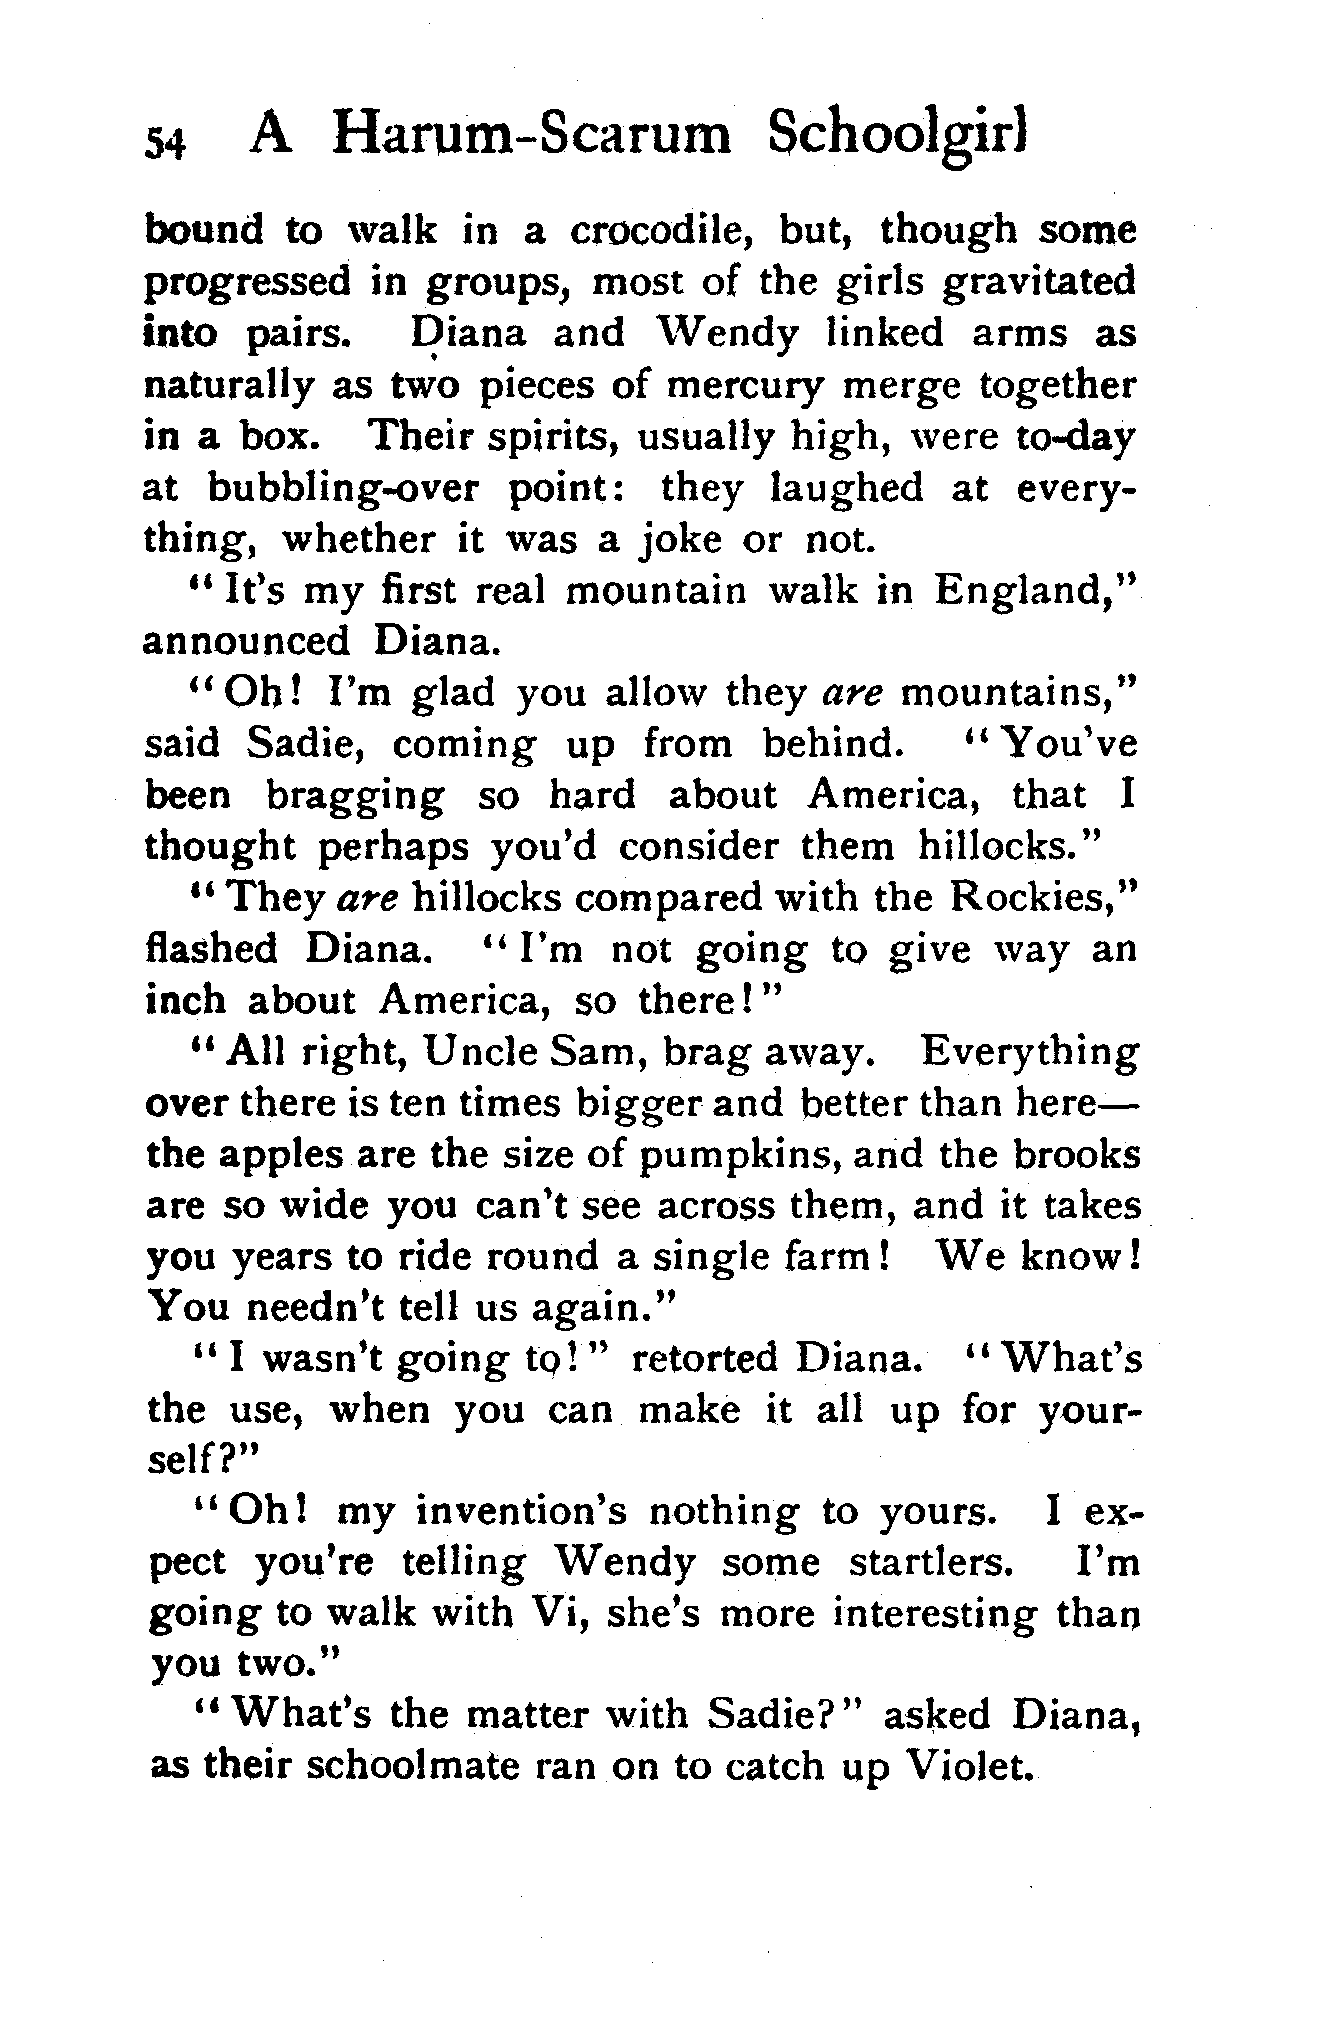 54 A Harum-Scarum Schoolgirl
bound to walk in a crocodile, but, though some
progressed in groups, most of the girls gravitated
into pairs. Diana and Wendy linked arms as
naturally as two pieces of mercury merge together
in a box. Their spirits, usually high, were to-day
at bubbling-over point: they laughed at every-
thing, whether it was a joke or not.
“It’s my first real mountain walk in England,”
announced Diana.
“Oh! I’m glad you allow they are mountains,”
said Sadie, coming up from behind. “You’ve
been bragging so hard about America, that I
thought perhaps you’d consider them hillocks.”
“They are hillocks compared with the Rockies,”
flashed Diana. “I’m not going to give way an
inch about America, so there!”
“All right, Uncle Sam, brag away. Everything
over there is ten times bigger and better than here—
the apples are the size of pumpkins, and the brooks
are so wide you can’t see across them, and it takes
you years to ride round a single farm! We know!
You needn’t tell us again.”
“I wasn’t going to!” retorted Diana. “What’s
the use, when you can make it all up for your-
self?”
“Oh! my invention’s nothing to yours. I ex-
pect you’re telling Wendy some startlers. I’m
going to walk with Vi, she’s more interesting than
you two.”
“What’s the matter with Sadie?” asked Diana,
as their schoolmate ran on to catch up Violet.